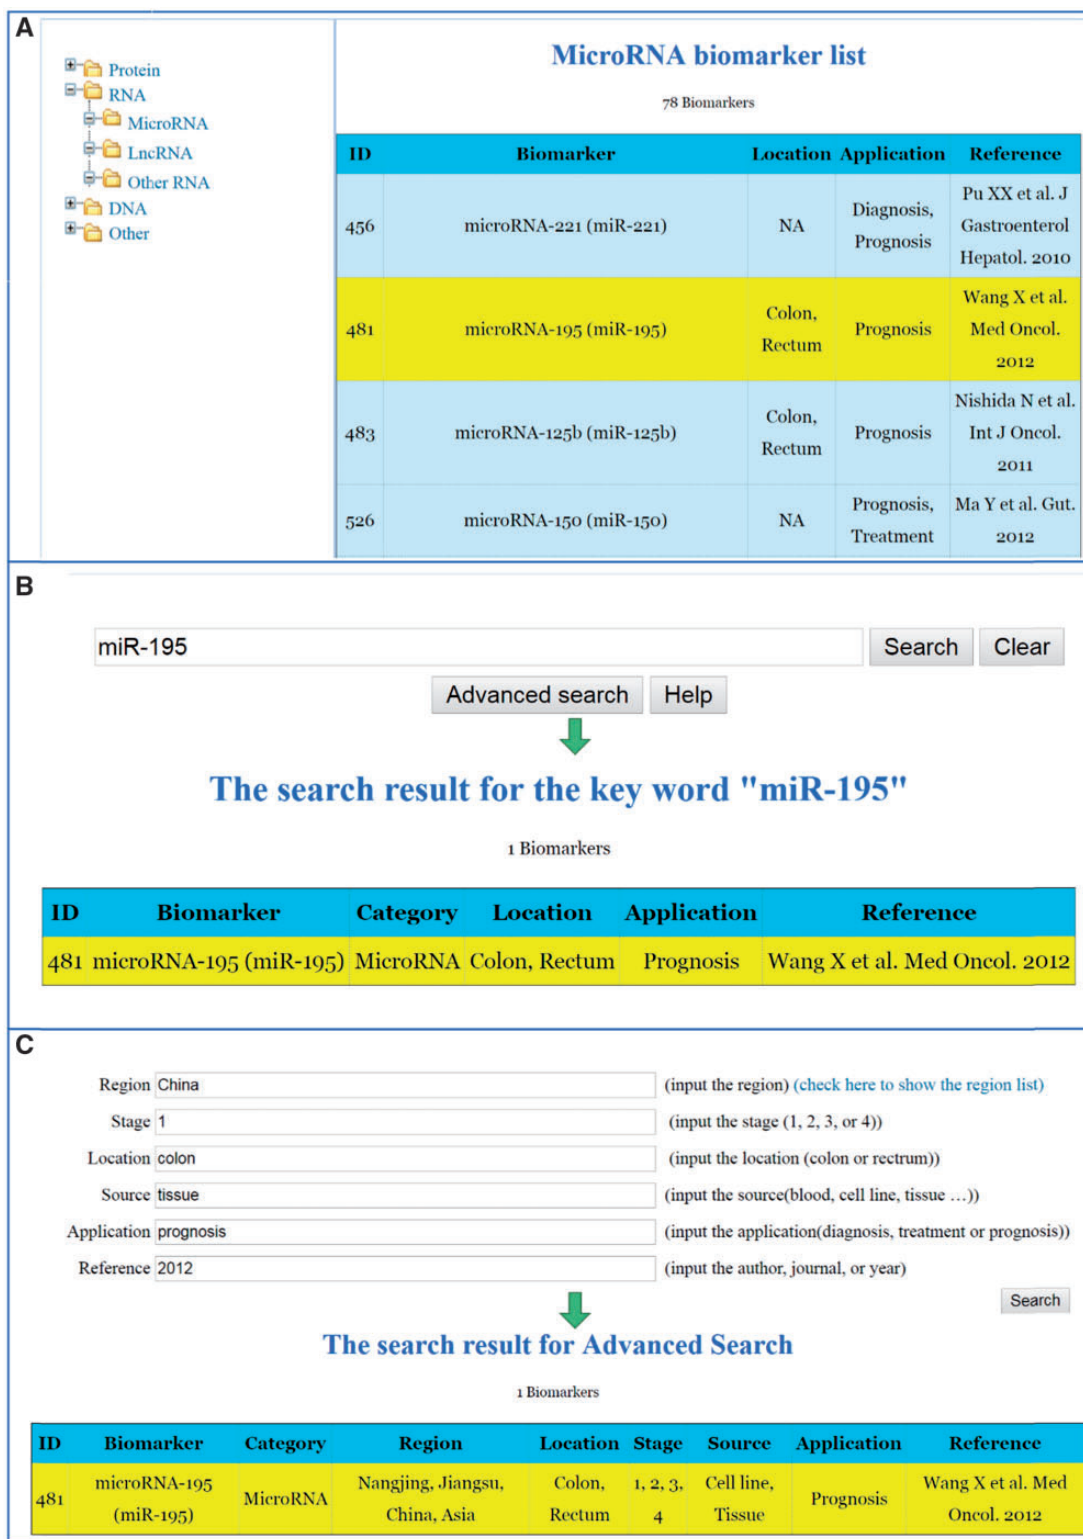 A
Protein
RNA
MicroRNA
LncRNA
Other RNA
DNA
Other
MicroRNA biomarker list
78 Biomarkers
ID Biomarker Location Application Reference
456 microRNA-221 (miR-221) NA Diagnosis, Prognosis Pu XX et al. J Gastroenterol Hepatol. 2010
481 microRNA-195 (miR-195) Colon, Rectum Prognosis Wang X et al. Med Oncol. 2012
483 microRNA-125b (miR-125b) Colon, Rectum Prognosis Nishida N et al. Int J Oncol. 2011
526 microRNA-150 (miR-150) NA Prognosis, Treatment Ma Y et al. Gut. 2012
B
miR-195 Search Clear
Advanced search Help
The search result for the key word "miR-195"
1 Biomarkers
ID Biomarker Category Location Application Reference
481 microRNA-195 (miR-195) MicroRNA Colon, Rectum Prognosis Wang X et al. Med Oncol. 2012
C
Region China (input the region) (check here to show the region list)
Stage 1 (input the stage (1, 2, 3, or 4))
Location colon (input the location (colon or rectrum))
Source tissue (input the source(blood, cell line, tissue ...))
Application prognosis (input the application(diagnosis, treatment or prognosis))
Reference 2012 (input the author, journal, or year)
Search
The search result for Advanced Search
1 Biomarkers
ID Biomarker Category Region Location Stage Source Application Reference
481 microRNA-195 (miR-195) MicroRNA Nangjing, Jiangsu, China, Asia Colon, Rectum 1, 2, 3, 4 Cell line, Tissue Prognosis Wang X et al. Med Oncol. 2012